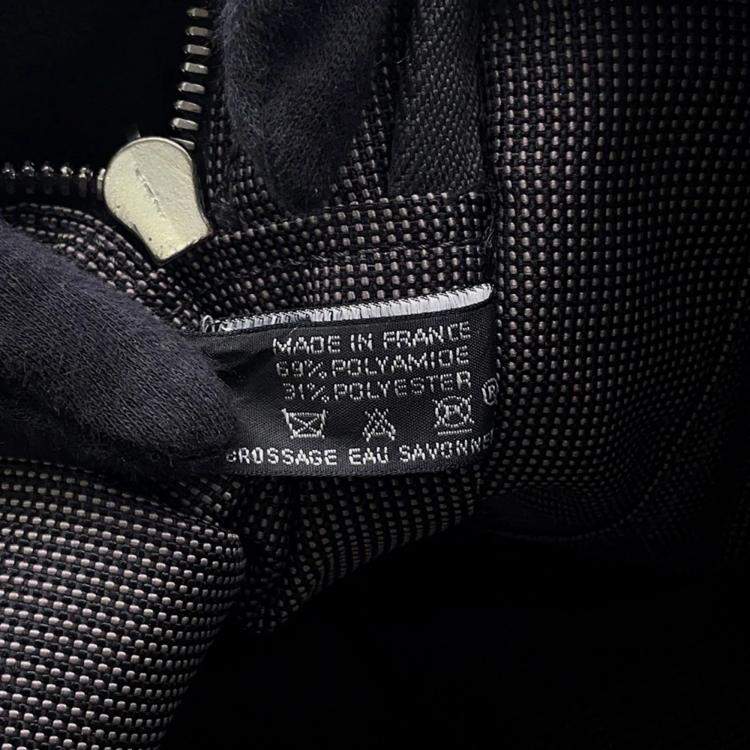 MADE IN FRANCE
69% POLYAMIDE
31% POLYESTER
®
BROSSAGE EAU SAVONNE